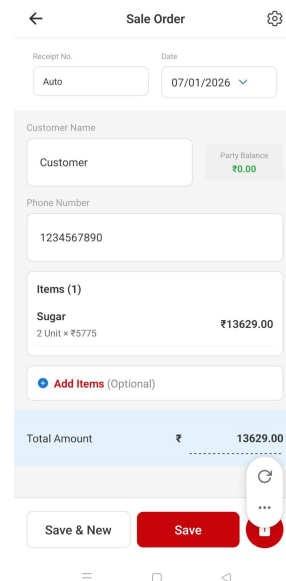 Sale Order
Receipt No.
Date
Auto
07/01/2026
Customer Name
Customer
Party Balance
₹0.00
Phone Number
1234567890
Items (1)
Sugar
₹13629.00
2 Unit × ₹5775
Add Items (Optional)
Total Amount ₹ 13629.00
Save & New
Save